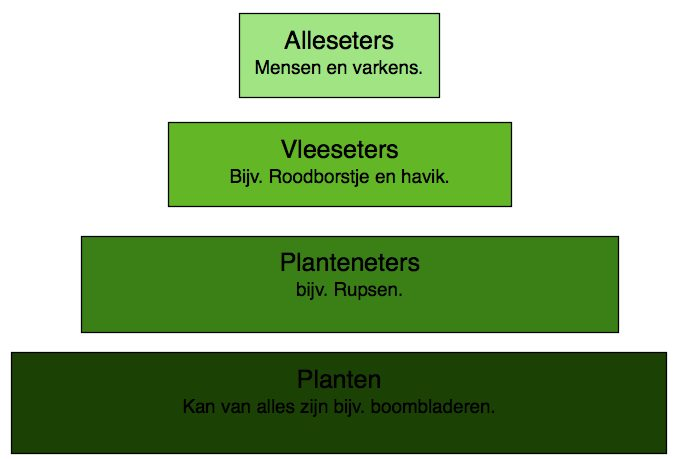 Alleseters
Mensen en varkens.
Vleeseters
Bijv. Roodborstje en havik.
Planteneters
bijv. Rupsen.
Planten
Kan van alles zijn bijv. boombladeren.